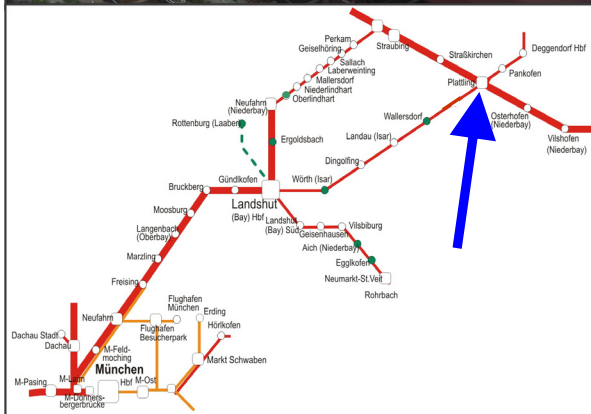 Perkam
Geiselhöring
Sallach
Laberweinting
Mallersdorf
Niederlindhart
Oberlindhart
Neufahrn
(Niederbay)
Straubing
Straßkirchen
Deggendorf Hbf
Pankofen
Plattling
Osterhofen
(Niederbay)
Vilshofen
(Niederbay)
Wallersdorf
Landau (Isar)
Dingolfing
Wörth (Isar)
Rottenburg (Laaber)
Ergoldsbach
Gündlkofen
Bruckberg
Landshut
(Bay) Hbf
Moosburg
Langenbach
(Oberbay)
Marzling
Freising
Landshut
(Bay) Süd
Geisenhausen
Vilsbiburg
Aich (Niederbay)
Egglkofen
Neumarkt-St.Veit
Rohrbach
Flughafen
München
Erding
Hörlkofen
Neufahrn
Flughafen
Besucherpark
Markt Schwaben
Dachau Stadt
Dachau
M-Feld-
moching
München
M-Pasing
M-Laim
Hbf
M-Ost
M-Donners-
bergerbrücke